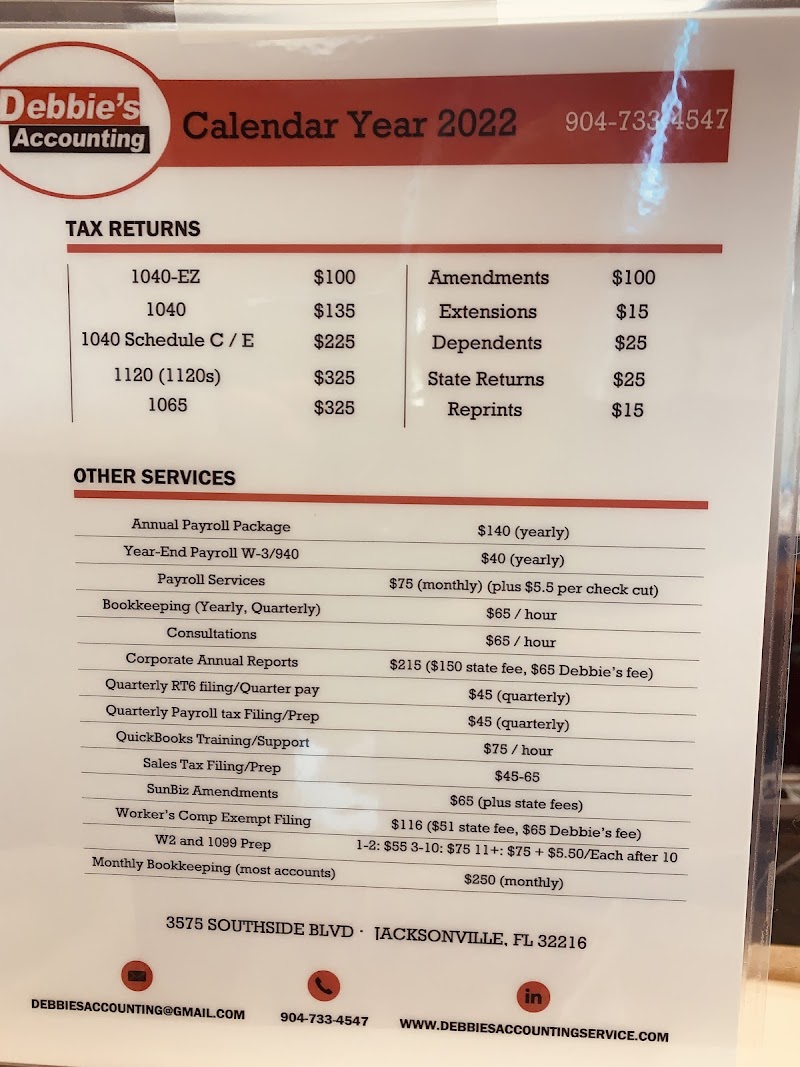 Debbie's
Accounting
Calendar Year 2022 904-733-4547
TAX RETURNS
1040-EZ $100 Amendments $100
1040 $135 Extensions $15
1040 Schedule C / E $225 Dependents $25
1120 (1120s) $325 State Returns $25
1065 $325 Reprints $15
OTHER SERVICES
Annual Payroll Package $140 (yearly)
Year-End Payroll W-3/940 $40 (yearly)
Payroll Services $75 (monthly) (plus $5.5 per check cut)
Bookkeeping (Yearly, Quarterly) $65 / hour
Consultations $65 / hour
Corporate Annual Reports $215 ($150 state fee, $65 Debbie's fee)
Quarterly RT6 filing/Quarter pay $45 (quarterly)
Quarterly Payroll tax Filing/Prep $45 (quarterly)
QuickBooks Training/Support $75 / hour
Sales Tax Filing/Prep $45-65
SunBiz Amendments $65 (plus state fees)
Worker's Comp Exempt Filing $116 ($51 state fee, $65 Debbie's fee)
W2 and 1099 Prep 1-2: $55 3-10: $75 11+: $75 + $5.50/Each after 10
Monthly Bookkeeping (most accounts) $250 (monthly)
3575 SOUTHSIDE BLVD · JACKSONVILLE, FL 32216
in
DEBBIESACCOUNTING@GMAIL.COM 904-733-4547 WWW.DEBBIESACCOUNTINGSERVICE.COM